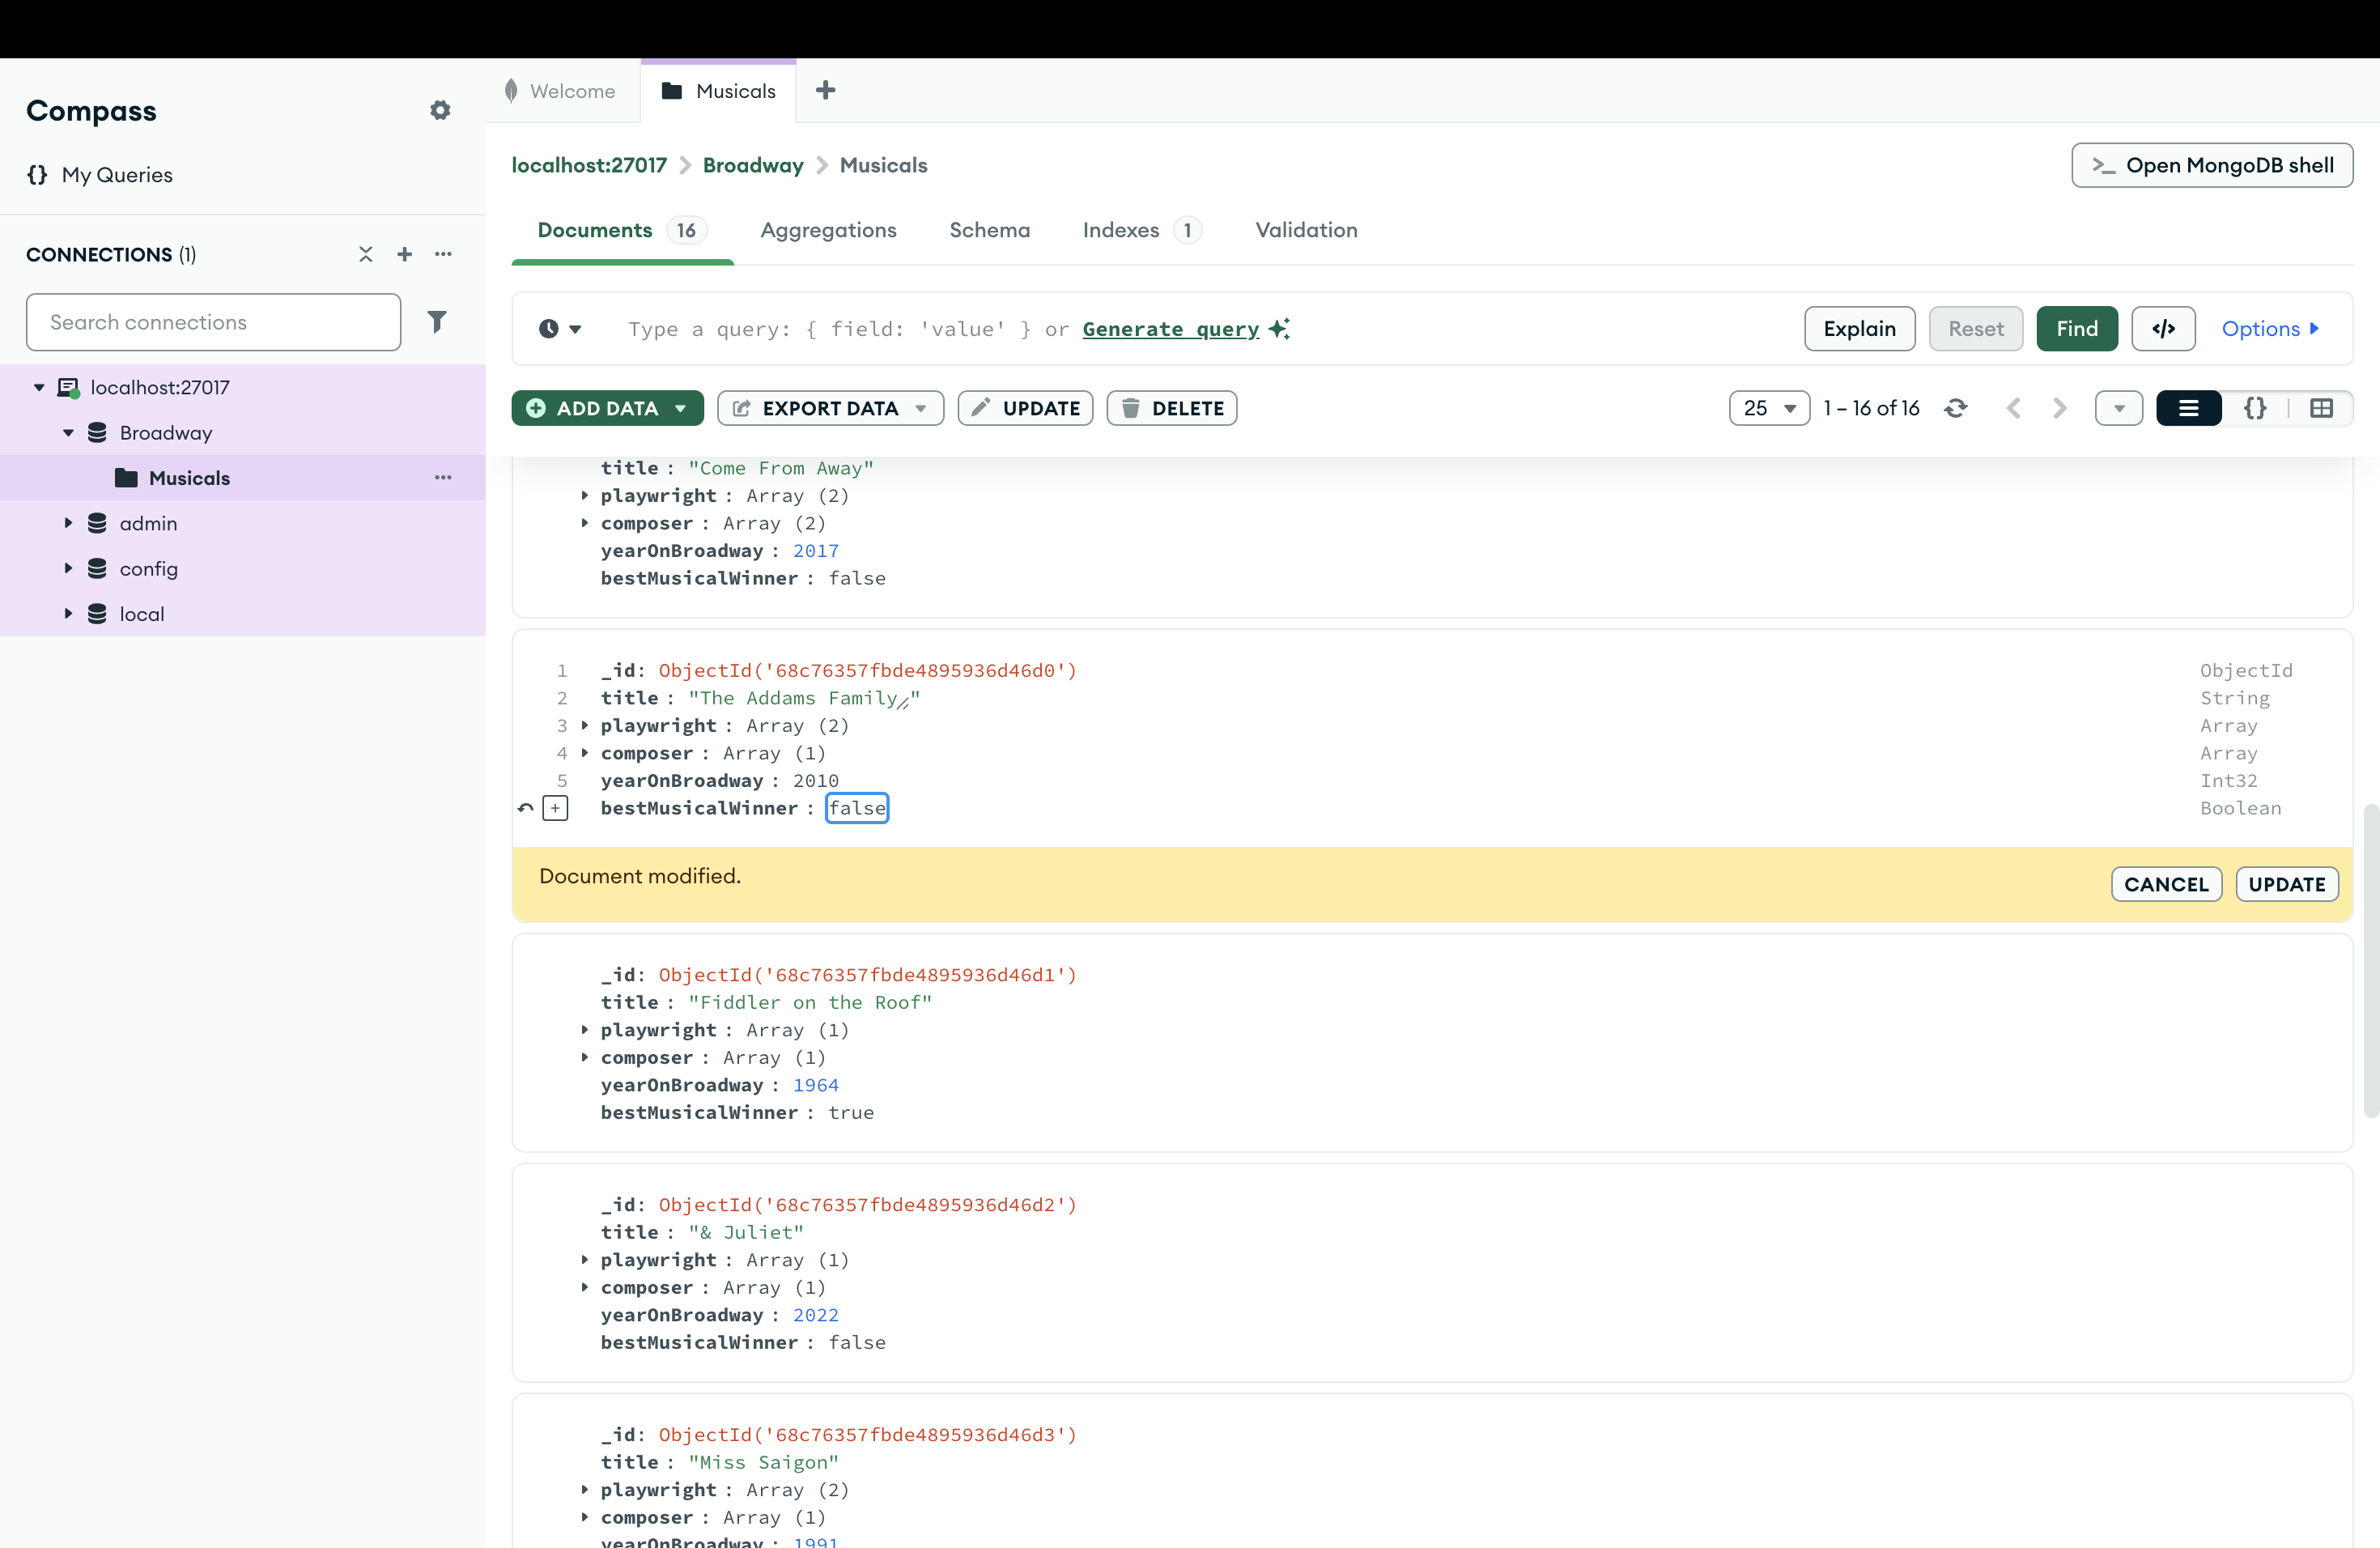 Compass
My Queries
CONNECTIONS (1)
Search connections
localhost:27017
Broadway
Musicals
admin
config
local
Welcome
Musicals
localhost:27017 > Broadway > Musicals
>_ Open MongoDB shell
Documents 16
Aggregations
Schema
Indexes 1
Validation
Type a query: { field: 'value' } or Generate query
Explain
Reset
Find
</>
Options
ADD DATA
EXPORT DATA
UPDATE
DELETE
25
1 – 16 of 16
{}
title : "Come From Away"
playwright : Array (2)
composer : Array (2)
yearOnBroadway : 2017
bestMusicalWinner : false
1 _id: ObjectId('68c76357fbde4895936d46d0') ObjectId
2 title : "The Addams Family" String
3 playwright : Array (2) Array
4 composer : Array (1) Array
5 yearOnBroadway : 2010 Int32
bestMusicalWinner : false Boolean
Document modified.
CANCEL
UPDATE
_id: ObjectId('68c76357fbde4895936d46d1')
title : "Fiddler on the Roof"
playwright : Array (1)
composer : Array (1)
yearOnBroadway : 1964
bestMusicalWinner : true
_id: ObjectId('68c76357fbde4895936d46d2')
title : "& Juliet"
playwright : Array (1)
composer : Array (1)
yearOnBroadway : 2022
bestMusicalWinner : false
_id: ObjectId('68c76357fbde4895936d46d3')
title : "Miss Saigon"
playwright : Array (2)
composer : Array (1)
yearOnBroadway : 1991